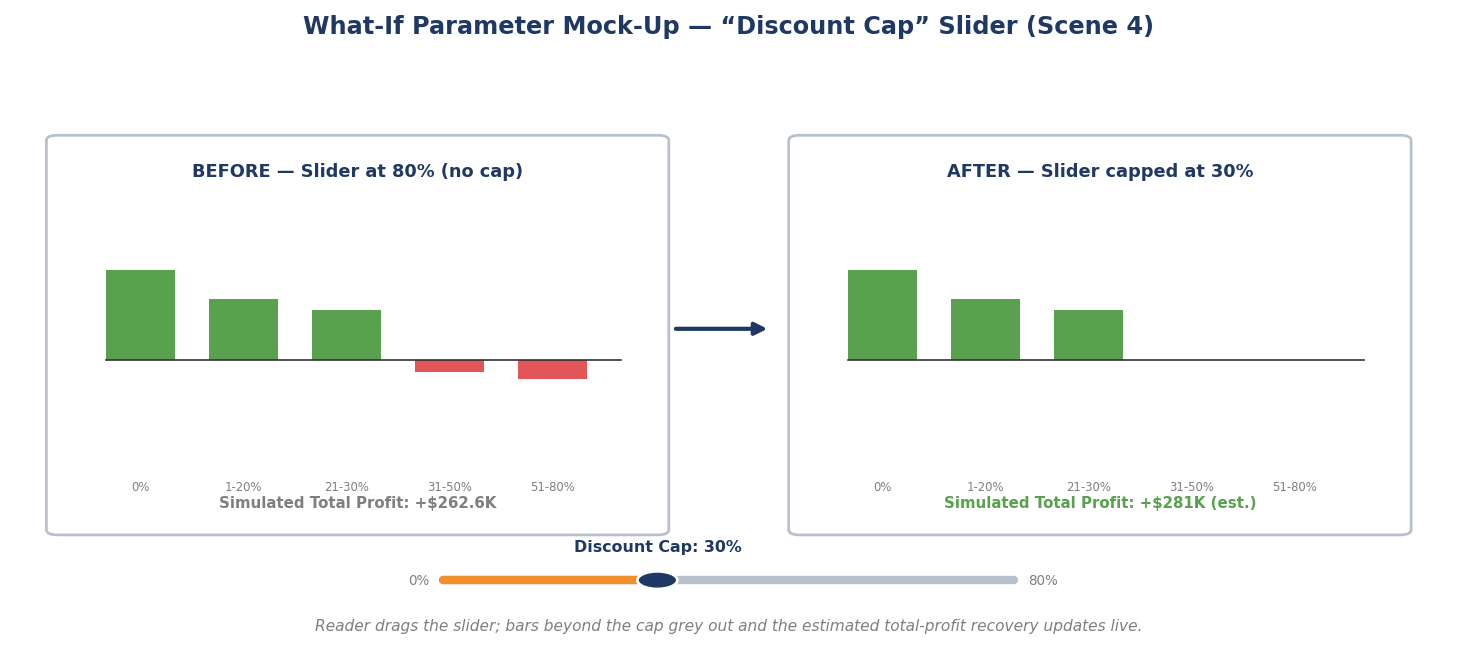 What-If Parameter Mock-Up — “Discount Cap” Slider (Scene 4)
BEFORE — Slider at 80% (no cap)
0% 1-20% 21-30% 31-50% 51-80%
Simulated Total Profit: +$262.6K
AFTER — Slider capped at 30%
0% 1-20% 21-30% 31-50% 51-80%
Simulated Total Profit: +$281K (est.)
Discount Cap: 30%
0% 80%
Reader drags the slider; bars beyond the cap grey out and the estimated total-profit recovery updates live.